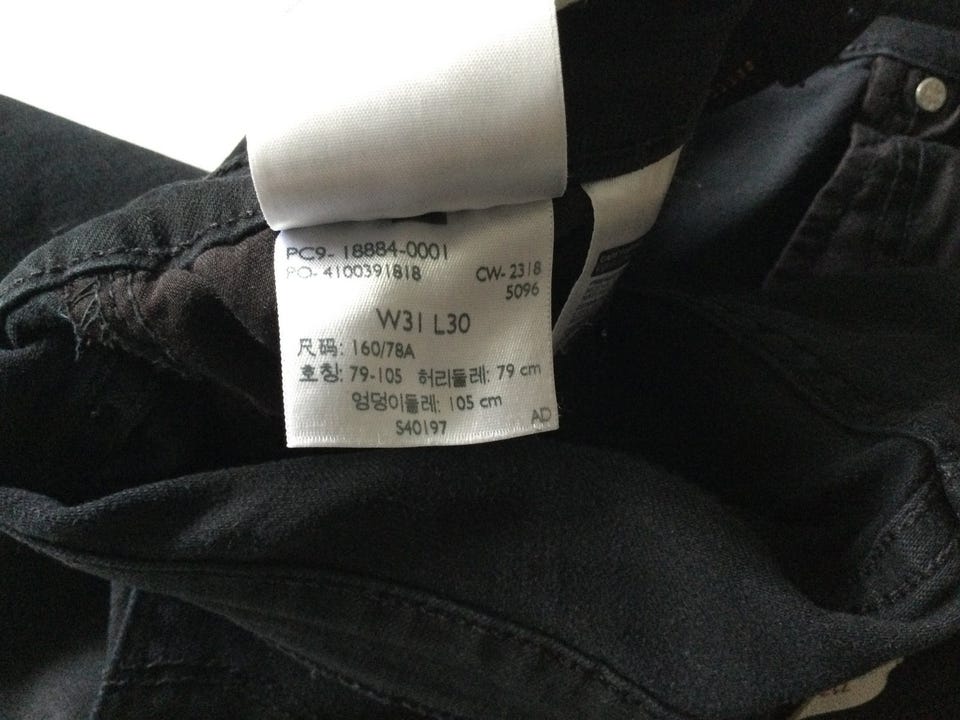 PC9- 18884-0001
PO- 4100391818 CW- 2318
5096
W31 L30
尺码: 160/78A
호칭: 79-105 허리둘레: 79 cm
엉덩이둘레: 105 cm
S40197 AD